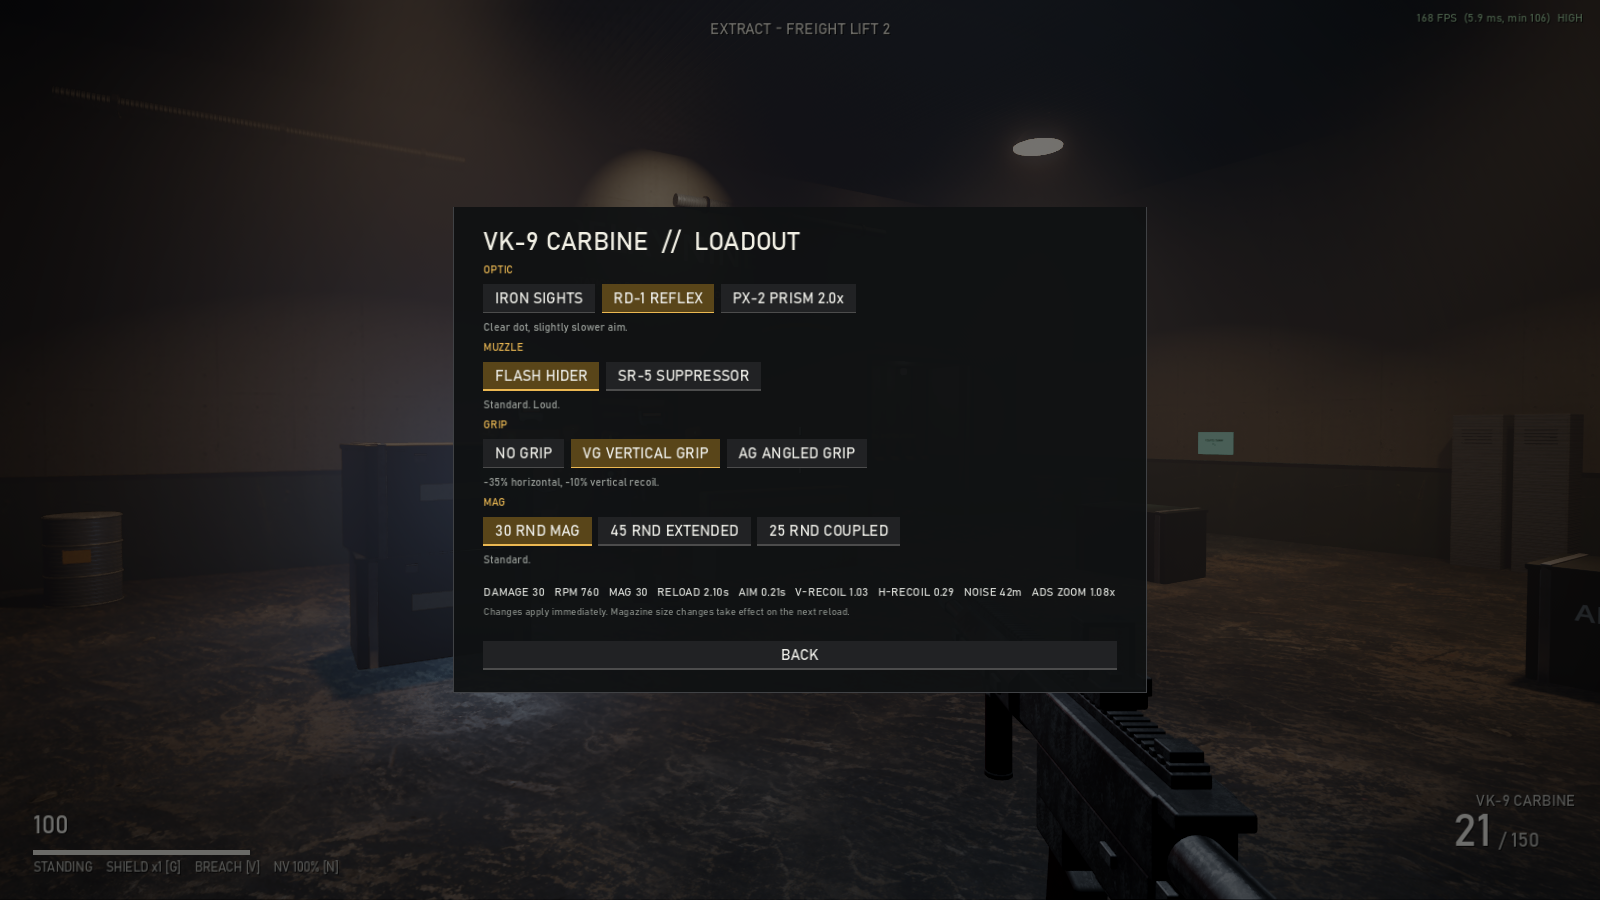 EXTRACT - FREIGHT LIFT 2
168 FPS (5.9 ms, min 106) HIGH
VK-9 CARBINE // LOADOUT
OPTIC
IRON SIGHTS RD-1 REFLEX PX-2 PRISM 2.0x
Clear dot, slightly slower aim.
MUZZLE
FLASH HIDER SR-5 SUPPRESSOR
Standard. Loud.
GRIP
NO GRIP VG VERTICAL GRIP AG ANGLED GRIP
-35% horizontal, -10% vertical recoil.
MAG
30 RND MAG 45 RND EXTENDED 25 RND COUPLED
Standard.
DAMAGE 30 RPM 760 MAG 30 RELOAD 2.10s AIM 0.21s V-RECOIL 1.03 H-RECOIL 0.29 NOISE 42m ADS ZOOM 1.08x
Changes apply immediately. Magazine size changes take effect on the next reload.
BACK
100
STANDING SHIELD x1 [G] BREACH [V] NV 100% [N]
VK-9 CARBINE
21 / 150